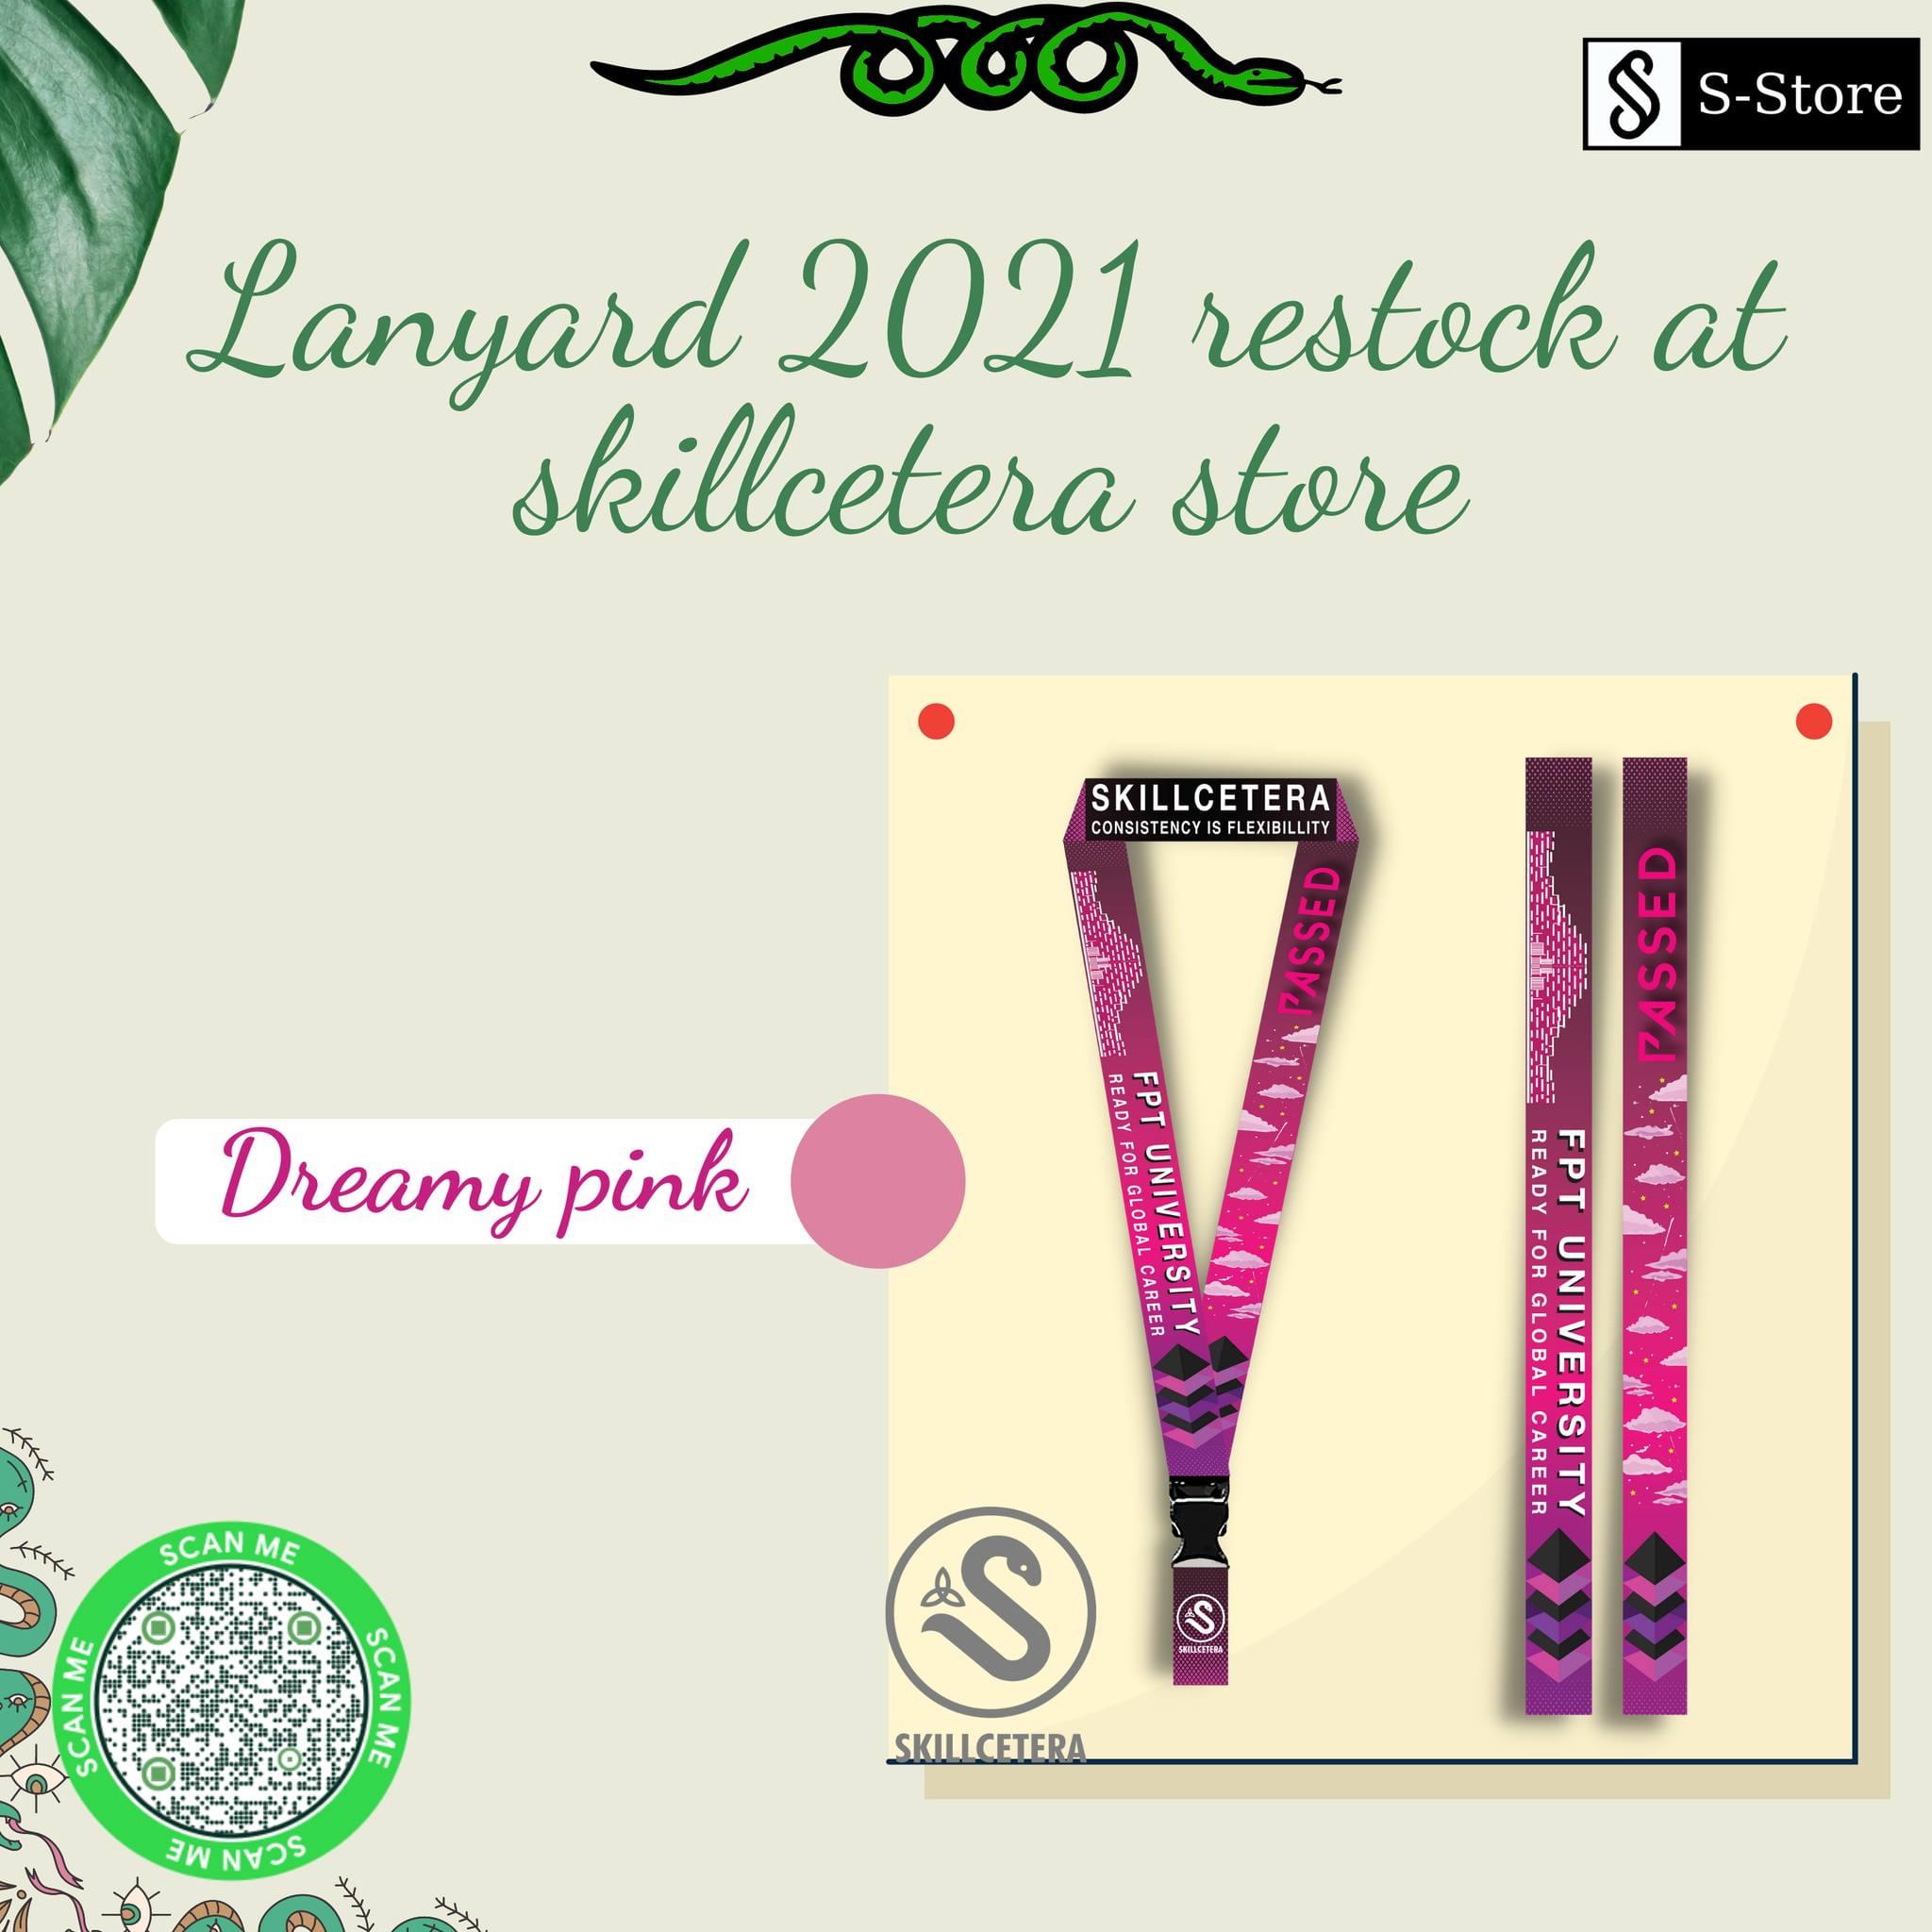 S-Store
Lanyard 2021 restock at
skillcetera store
SKILLCETERA
CONSISTENCY IS FLEXIBILLITY
PASSED
FPT UNIVERSITY
READY FOR GLOBAL CAREER
PASSED
FPT UNIVERSITY
READY FOR GLOBAL CAREER
Dreamy pink
SKILLCETERA
SKILLCETERA
SCAN ME
SCAN ME
SCAN ME
SCAN ME